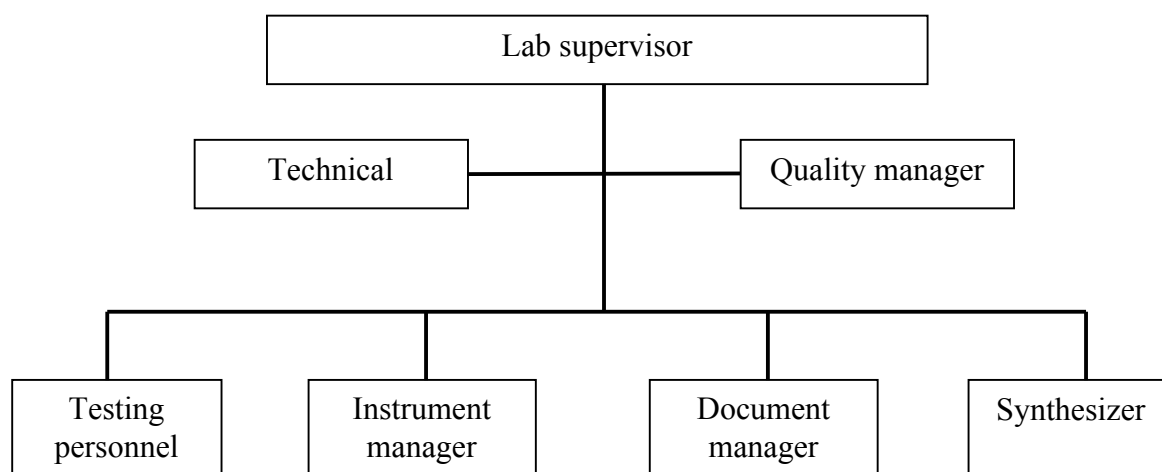 Lab supervisor
Technical
Quality manager
Testing
personnel
Instrument
manager
Document
manager
Synthesizer